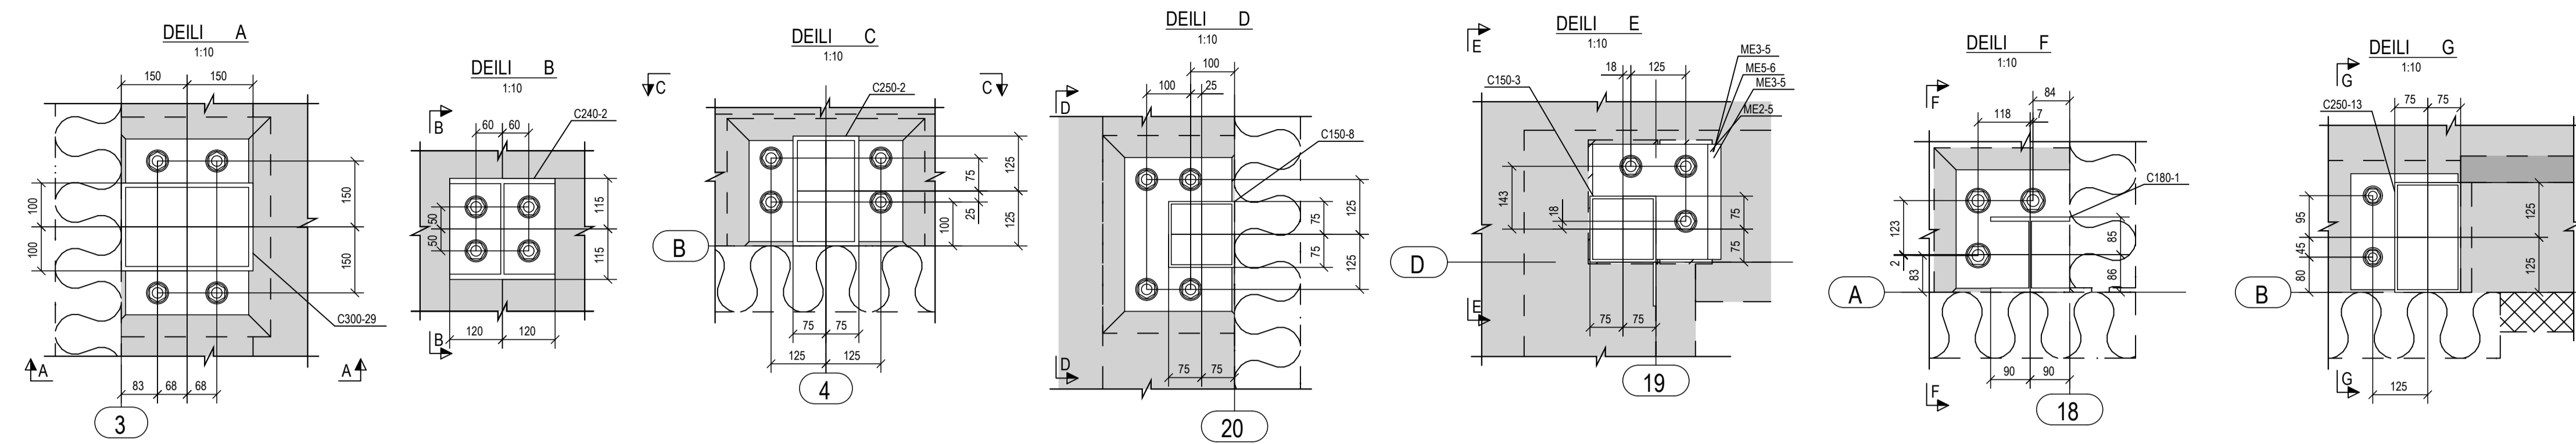 DEILI A
1:10
150 150
100
100
150
150
C300-29
A A
83 68 68
3
DEILI B
1:10
B
60 60
C240-2
50
50
115
115
B
120 120
DEILI C
1:10
C C
C250-2
75
25
100
125
125
B
75 75
125 125
4
DEILI D
1:10
100
100 25
D
C150-8
75
75
125
125
D
75 75
20
DEILI E
1:10
E
C150-3
18 125
ME3-5
ME5-6
ME3-5
ME2-5
143
18
75
75
D
E
75 75
19
DEILI F
1:10
F
84
118 7
C180-1
123
2
83
85
86
A
90 90
F
18
DEILI G
1:10
G
C250-13
75 75
95
45
80
125
125
B
G
125